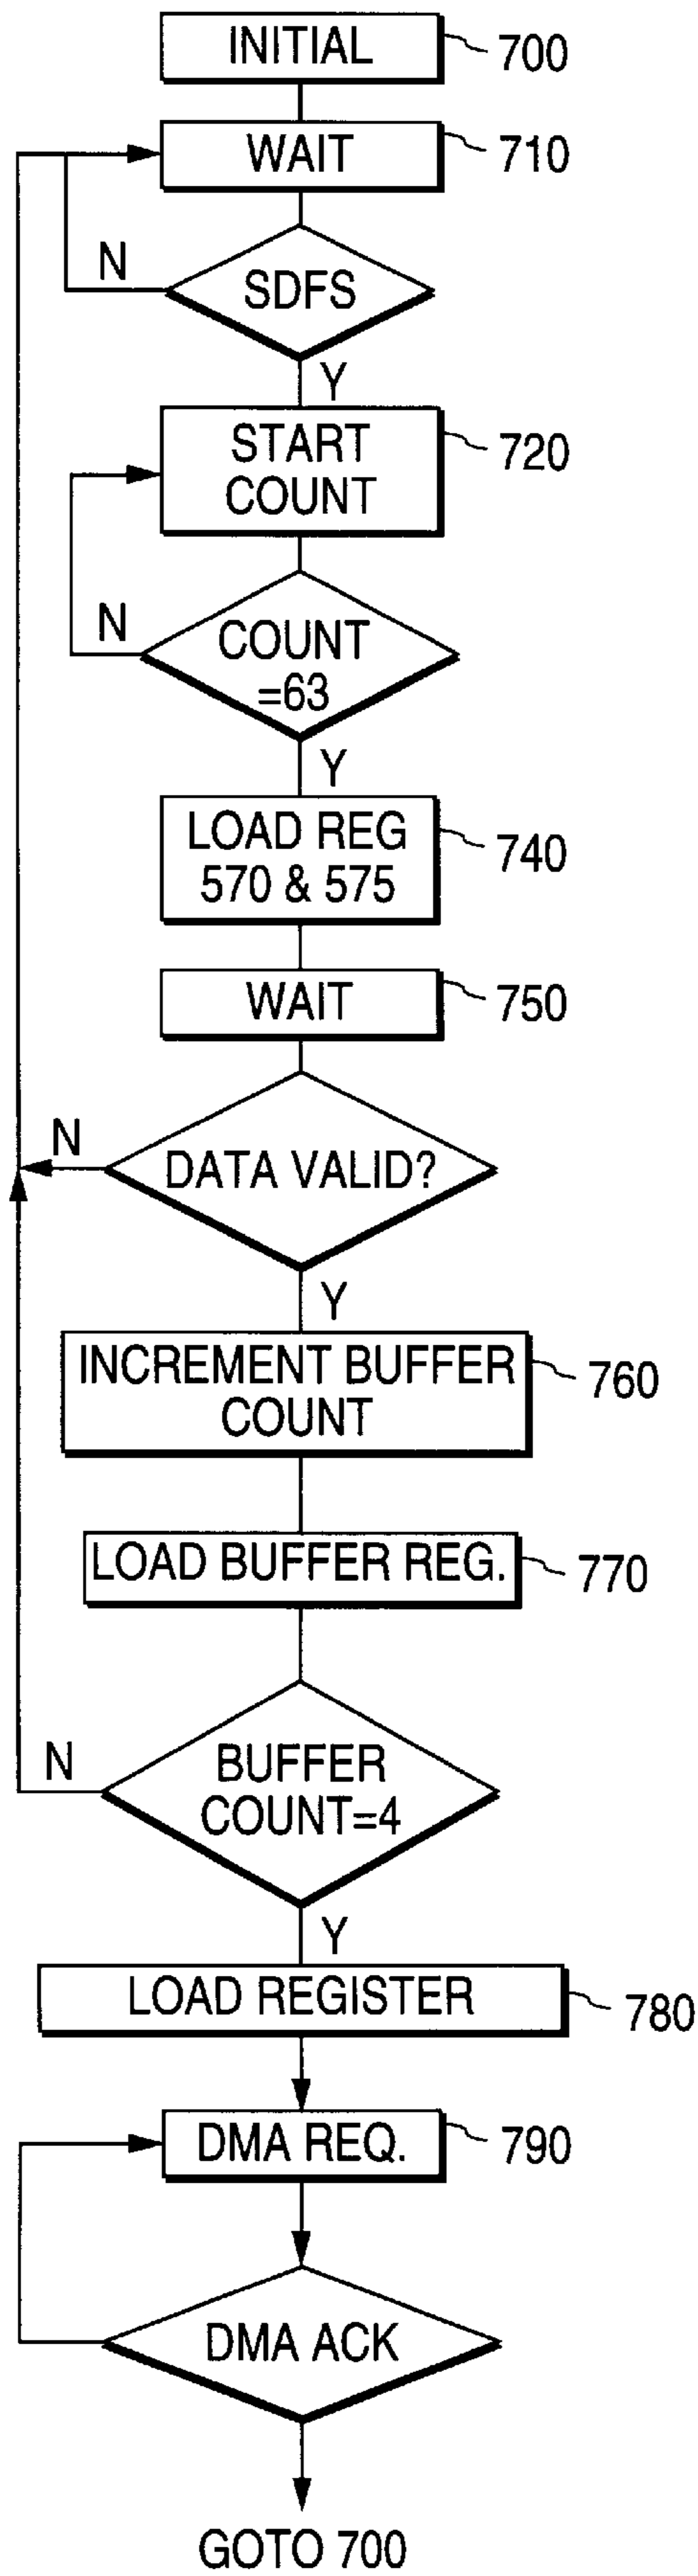 INITIAL 700
WAIT 710
N SDFS
Y
START
COUNT 720
N COUNT
=63
Y
LOAD REG
570 & 575 740
WAIT 750
N DATA VALID?
Y
INCREMENT BUFFER
COUNT 760
LOAD BUFFER REG. 770
N BUFFER
COUNT=4
Y
LOAD REGISTER 780
DMA REQ. 790
DMA ACK
GOTO 700